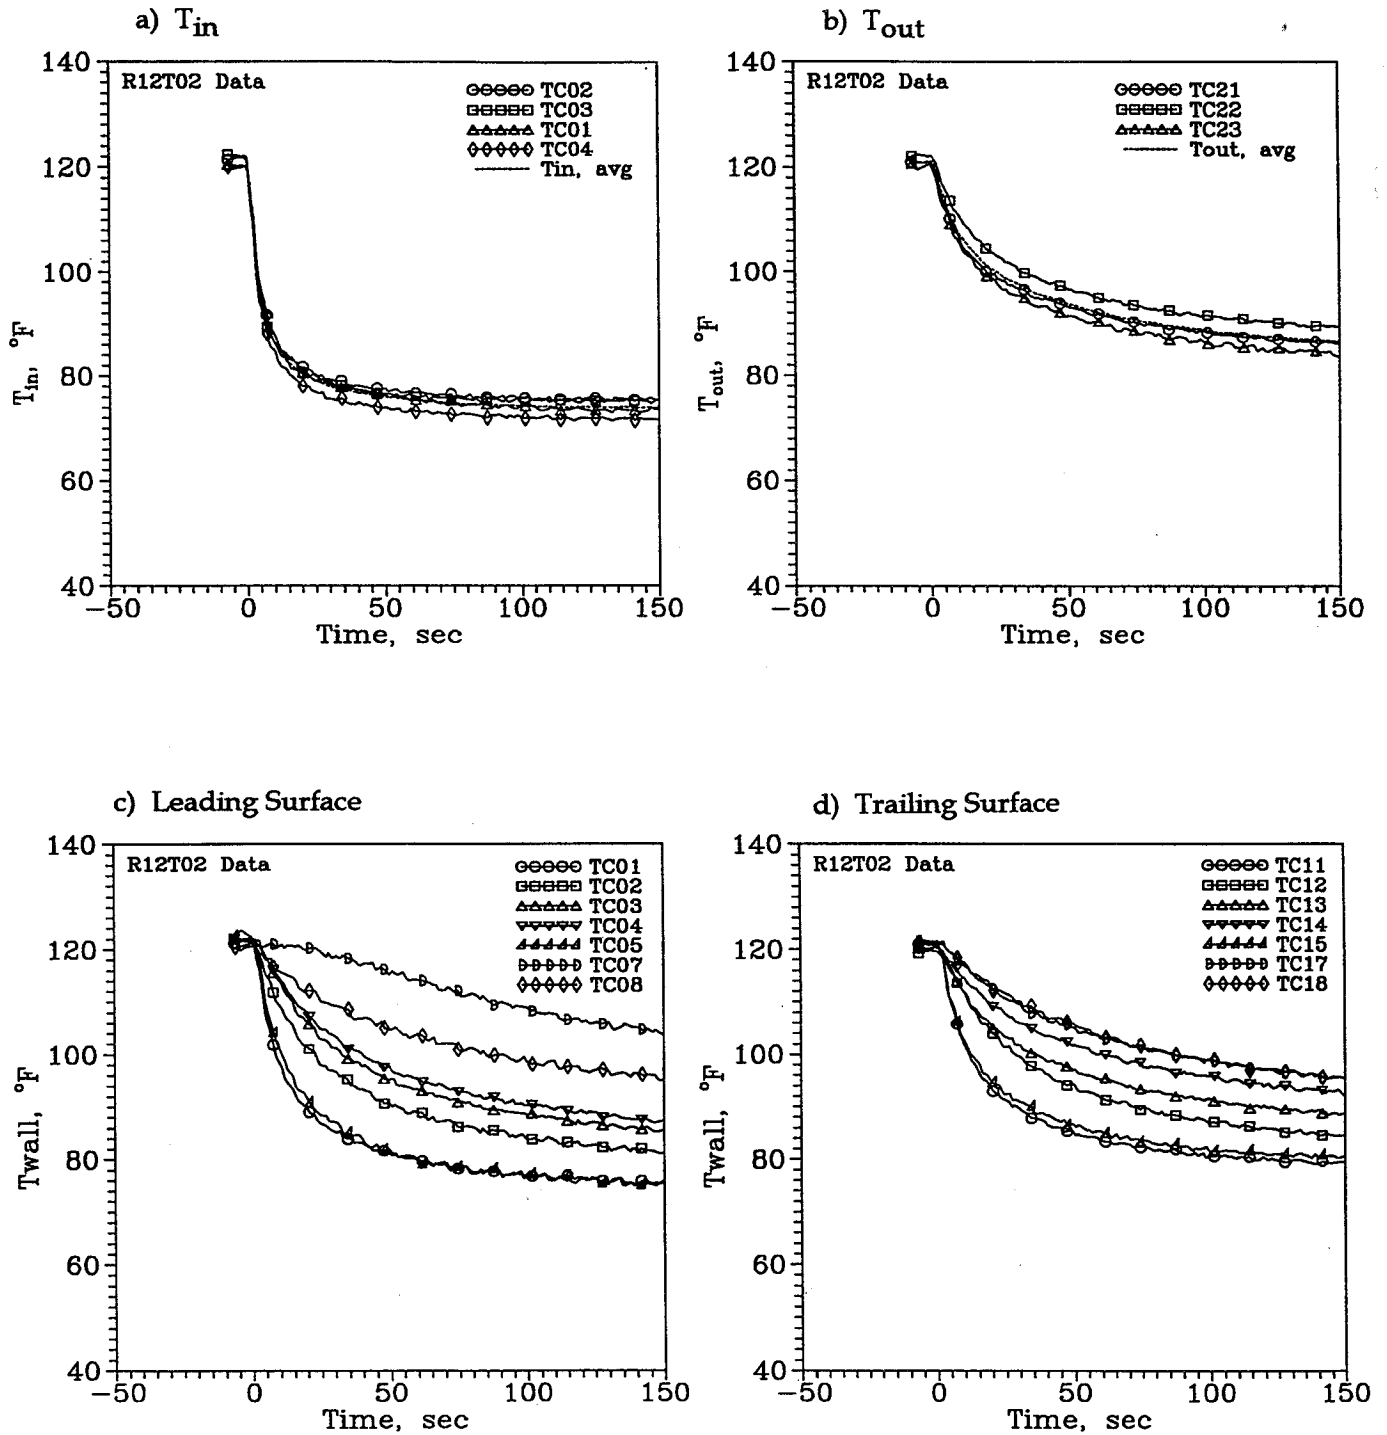 a) Tin
140
120
100
80
60
40
-50
0
50
100
150
Tin, °F
Time, sec
R12T02 Data
TC02
TC03
TC01
TC04
Tin, avg
b) Tout
140
120
100
80
60
40
-50
0
50
100
150
Tout, °F
Time, sec
R12T02 Data
TC21
TC22
TC23
Tout, avg
c) Leading Surface
140
120
100
80
60
40
-50
0
50
100
150
Twall, °F
Time, sec
R12T02 Data
TC01
TC02
TC03
TC04
TC05
TC07
TC08
d) Trailing Surface
140
120
100
80
60
40
-50
0
50
100
150
Twall, °F
Time, sec
R12T02 Data
TC11
TC12
TC13
TC14
TC15
TC17
TC18